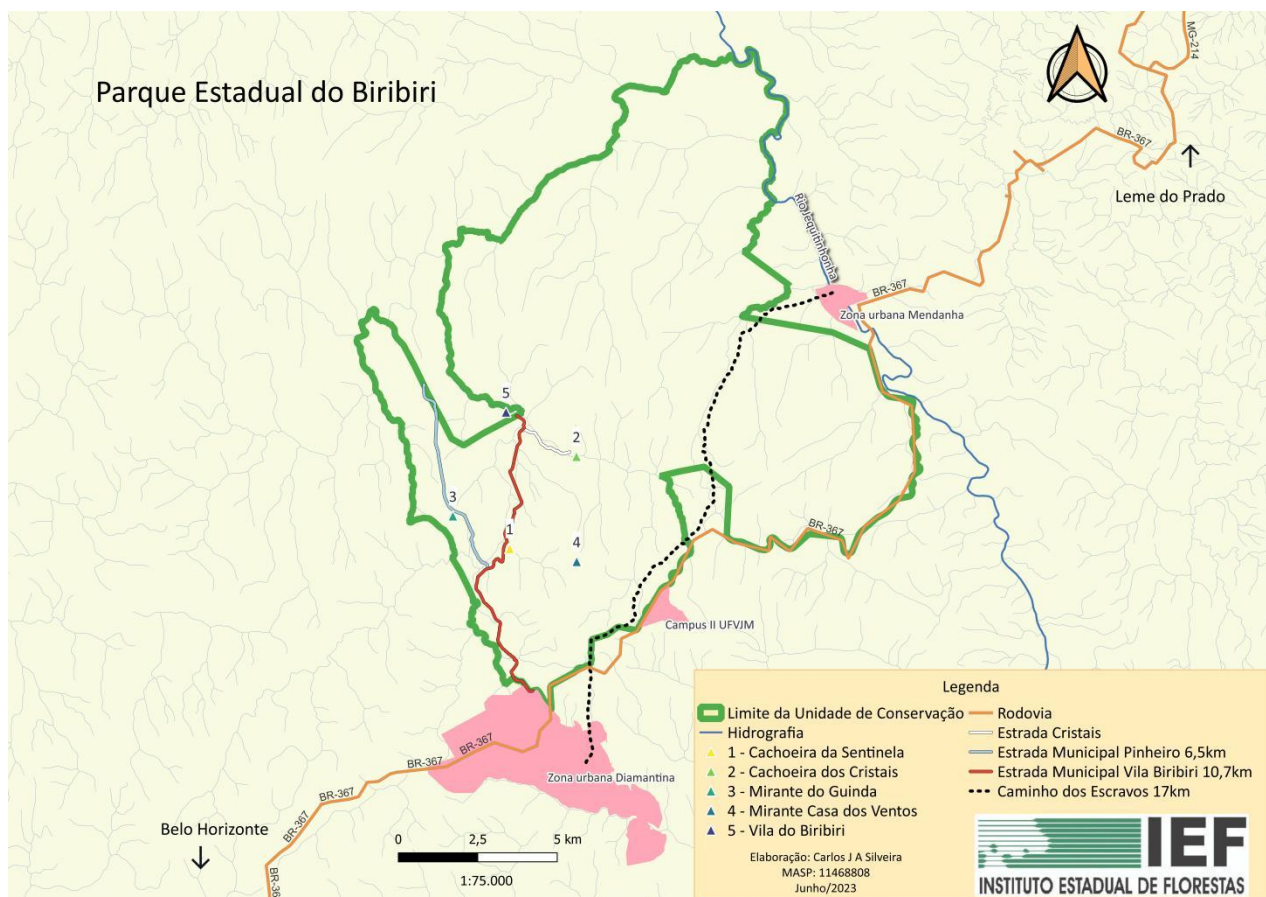 Parque Estadual do Biribiri
MG-214
BR-367
Leme do Prado
Rio Jequitinhonha
BR-367
Zona urbana Mendanha
5
2
3
1
4
BR-367
Campus II UFVJM
BR-367
BR-367
Zona urbana Diamantina
BR-367
BR-367
BR-367
BR-36
Belo Horizonte
0 2,5 5 km
1:75.000
Legenda
Limite da Unidade de Conservação
Hidrografia
1 - Cachoeira da Sentinela
2 - Cachoeira dos Cristais
3 - Mirante do Guinda
4 - Mirante Casa dos Ventos
5 - Vila do Biribiri
Rodovia
Estrada Cristais
Estrada Municipal Pinheiro 6,5km
Estrada Municipal Vila Biribiri 10,7km
Caminho dos Escravos 17km
Elaboração: Carlos J A Silveira
MASP: 11468808
Junho/2023
IEF
INSTITUTO ESTADUAL DE FLORESTAS